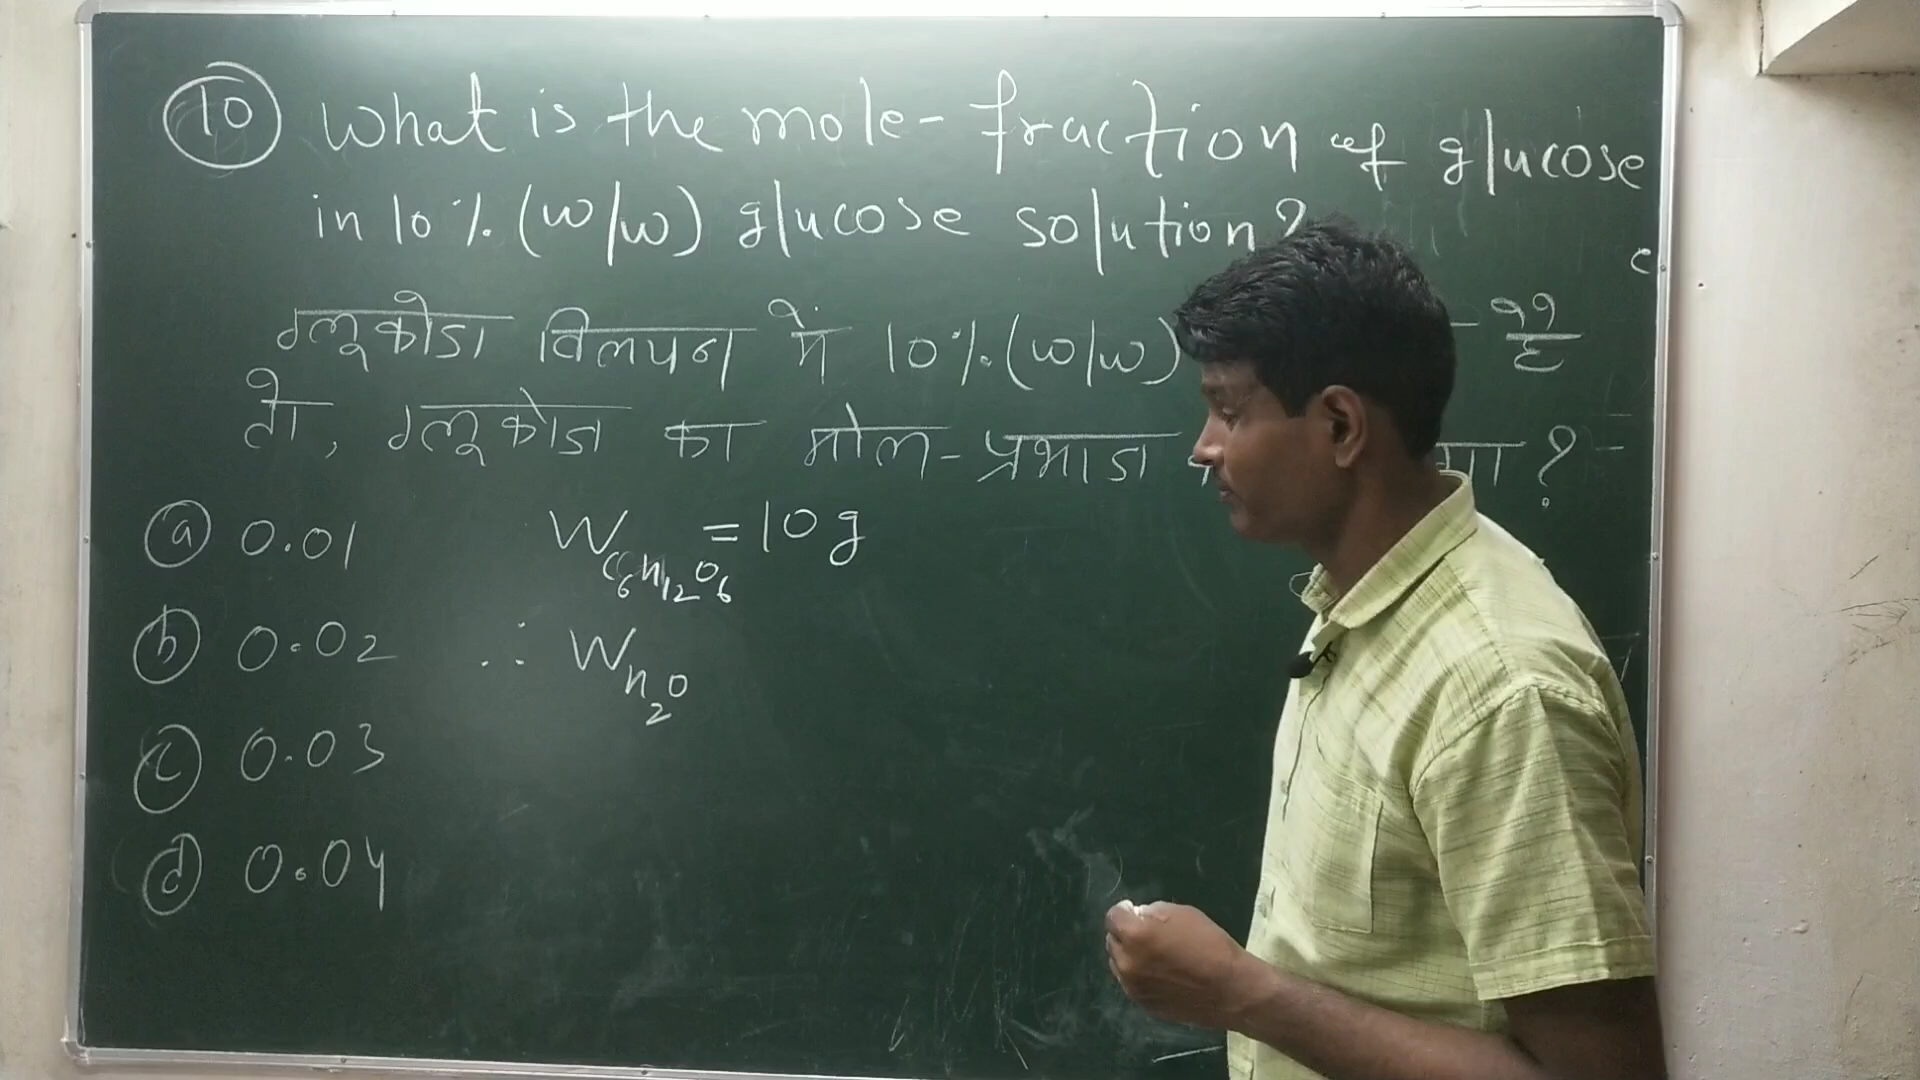 10 What is the mole-fraction of glucose
in 10%. (w/w) glucose solution?
ग्लूकोज विलयन में 10%. (w/w)
तो, ग्लूकोज का मोल-प्रभाज ?
a 0.01
W C6H12O6 = 10g
b 0.02
∴ W H2O
c 0.03
d 0.04